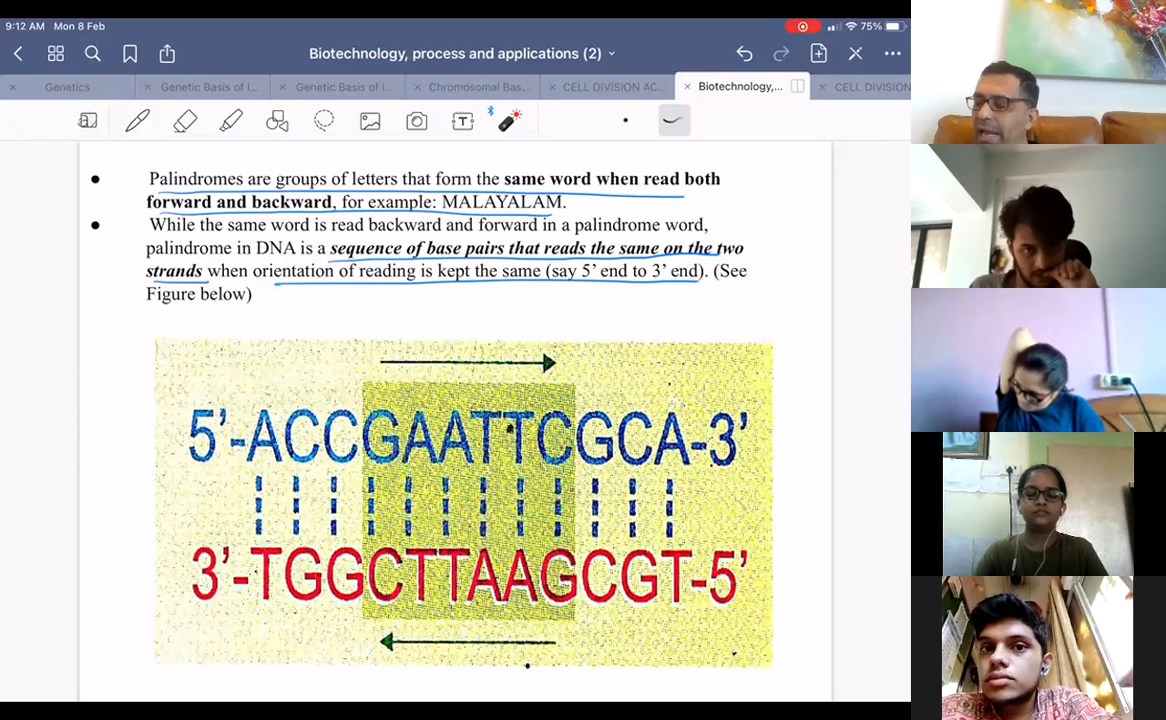 9:12 AM Mon 8 Feb
75%
Biotechnology, process and applications (2)
Genetics
Genetic Basis of I...
Genetic Basis of I...
Chromosomal Bas...
CELL DIVISION AC...
Biotechnology,...
CELL DIVISION
T
● Palindromes are groups of letters that form the same word when read both
forward and backward, for example: MALAYALAM.
● While the same word is read backward and forward in a palindrome word,
palindrome in DNA is a sequence of base pairs that reads the same on the two
strands when orientation of reading is kept the same (say 5’ end to 3’ end). (See
Figure below)
5’-ACCGAATTCGCA-3’
3’-TGGCTTAAGCGT-5’